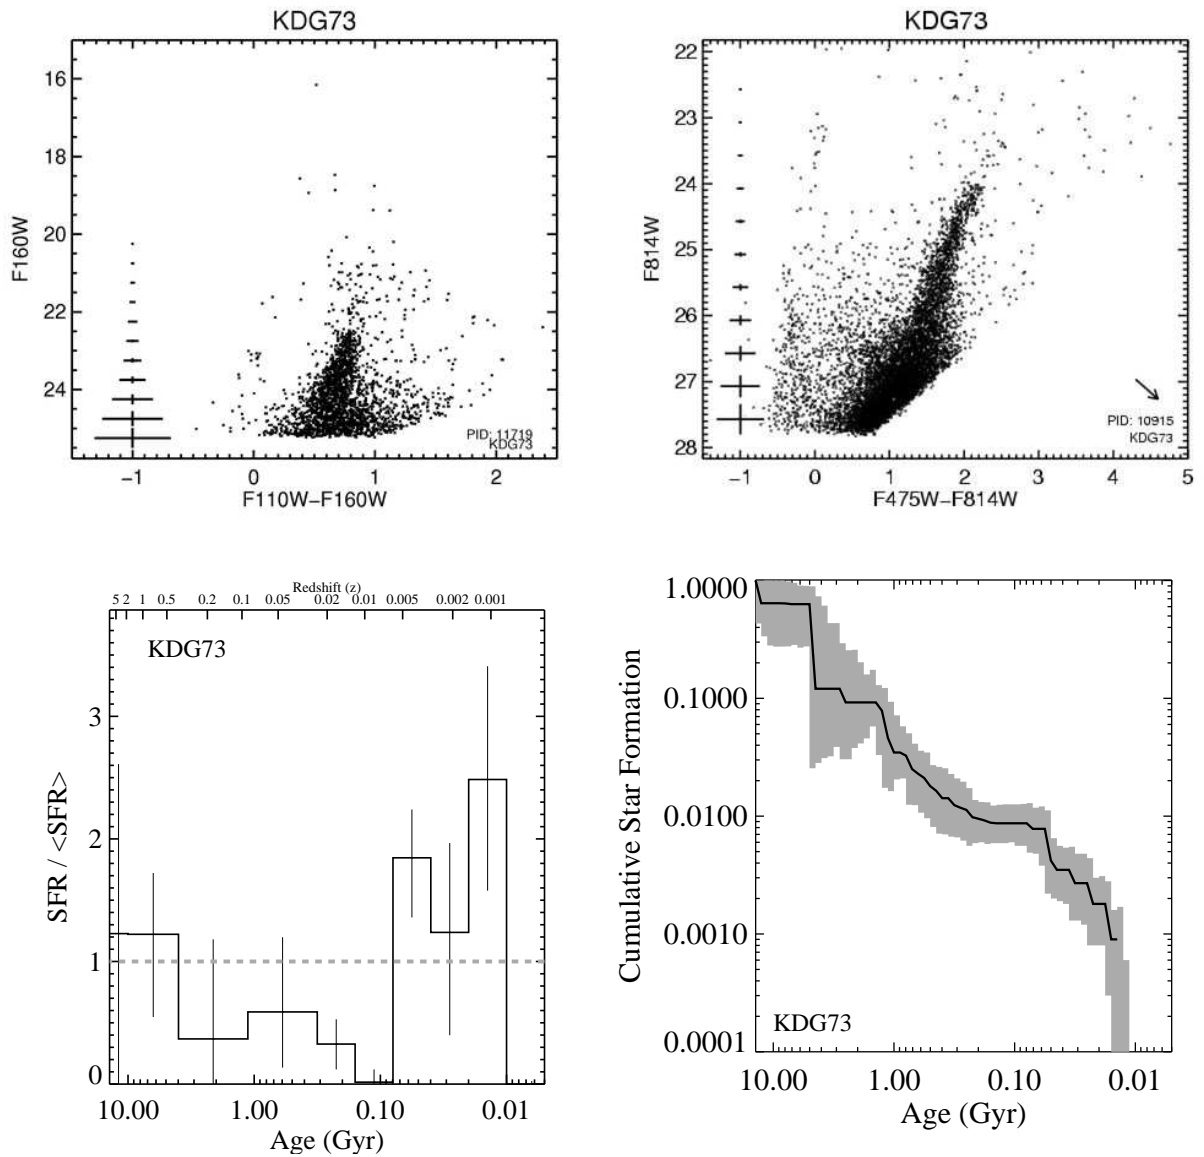 KDG73
16
18
20
22
24
F160W
-1
0
1
2
F110W-F160W
PID: 11719
KDG73
KDG73
22
23
24
25
26
27
28
F814W
-1
0
1
2
3
4
5
F475W-F814W
PID: 10915
KDG73
Redshift (z)
5 2 1 0.5 0.2 0.1 0.05 0.02 0.01 0.005 0.002 0.001
KDG73
3
2
1
0
SFR / <SFR>
10.00 1.00 0.10 0.01
Age (Gyr)
1.0000
0.1000
0.0100
0.0010
0.0001
Cumulative Star Formation
KDG73
10.00 1.00 0.10 0.01
Age (Gyr)